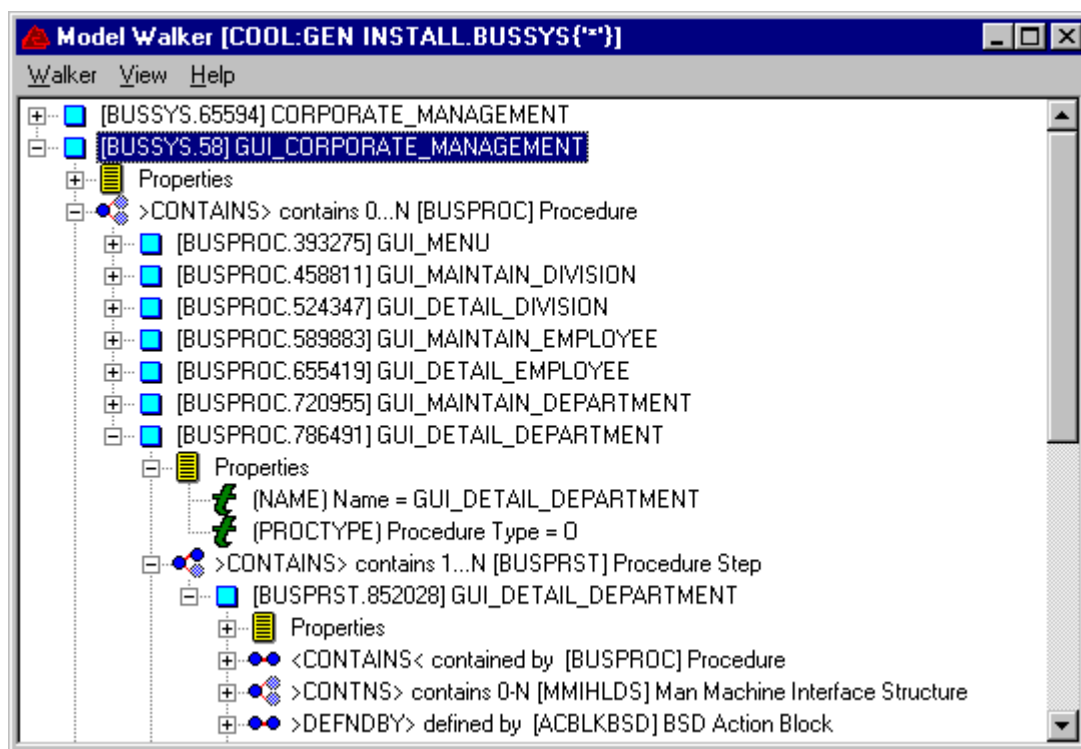 Model Walker [COOL:GEN INSTALL.BUSSYS{'*'}]
Walker View Help
[BUSSYS.65594] CORPORATE_MANAGEMENT
[BUSSYS.58] GUI_CORPORATE_MANAGEMENT
Properties
>CONTAINS> contains 0...N [BUSPROC] Procedure
[BUSPROC.393275] GUI_MENU
[BUSPROC.458811] GUI_MAINTAIN_DIVISION
[BUSPROC.524347] GUI_DETAIL_DIVISION
[BUSPROC.589883] GUI_MAINTAIN_EMPLOYEE
[BUSPROC.655419] GUI_DETAIL_EMPLOYEE
[BUSPROC.720955] GUI_MAINTAIN_DEPARTMENT
[BUSPROC.786491] GUI_DETAIL_DEPARTMENT
Properties
(NAME) Name = GUI_DETAIL_DEPARTMENT
(PROCTYPE) Procedure Type = O
>CONTAINS> contains 1...N [BUSPRST] Procedure Step
[BUSPRST.852028] GUI_DETAIL_DEPARTMENT
Properties
<CONTAINS< contained by [BUSPROC] Procedure
>CONTNS> contains 0-N [MMIHLDS] Man Machine Interface Structure
>DEFNDBY> defined by [ACBLKBSD] BSD Action Block